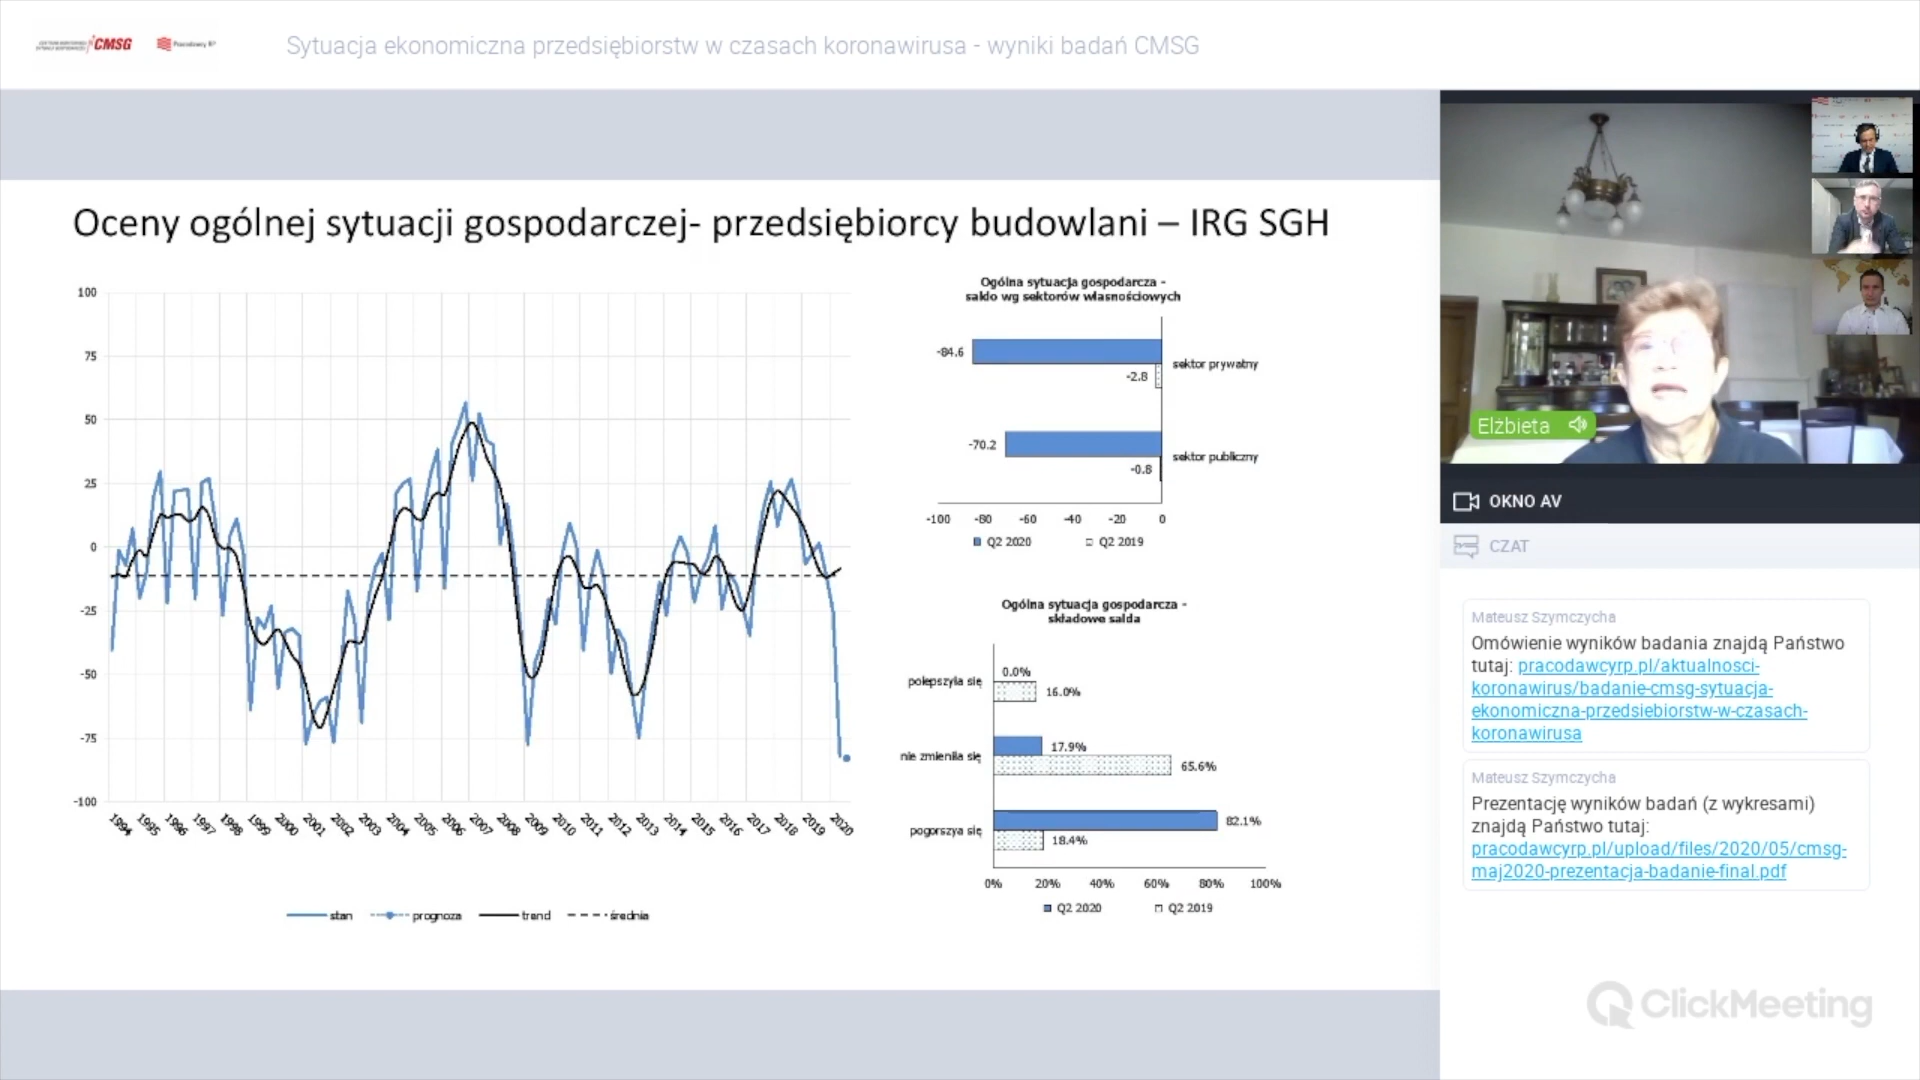 CMSG
Pracodawcy RP
Sytuacja ekonomiczna przedsiębiorstw w czasach koronawirusa - wyniki badań CMSG
Oceny ogólnej sytuacji gospodarczej- przedsiębiorcy budowlani – IRG SGH
100
75
50
25
0
-25
-50
-75
-100
1994 1995 1996 1997 1998 1999 2000 2001 2002 2003 2004 2005 2006 2007 2008 2009 2010 2011 2012 2013 2014 2015 2016 2017 2018 2019 2020
stan prognoza trend średnia
Ogólna sytuacja gospodarcza -
saldo wg sektorów własnościowych
-84.6
sektor prywatny
-2.8
-70.2
sektor publiczny
-0.8
-100 -80 -60 -40 -20 0
Q2 2020 Q2 2019
Ogólna sytuacja gospodarcza -
składowe salda
0.0%
polepszyła się
16.0%
17.9%
nie zmieniła się
65.6%
82.1%
pogorszya się
18.4%
0% 20% 40% 60% 80% 100%
Q2 2020 Q2 2019
Elżbieta
OKNO AV
CZAT
Mateusz Szymczycha
Omówienie wyników badania znajdą Państwo
tutaj: pracodawcyrp.pl/aktualnosci-
koronawirus/badanie-cmsg-sytuacja-
ekonomiczna-przedsiebiorstw-w-czasach-
koronawirusa
Mateusz Szymczycha
Prezentację wyników badań (z wykresami)
znajdą Państwo tutaj:
pracodawcyrp.pl/upload/files/2020/05/cmsg-
maj2020-prezentacja-badanie-final.pdf
ClickMeeting